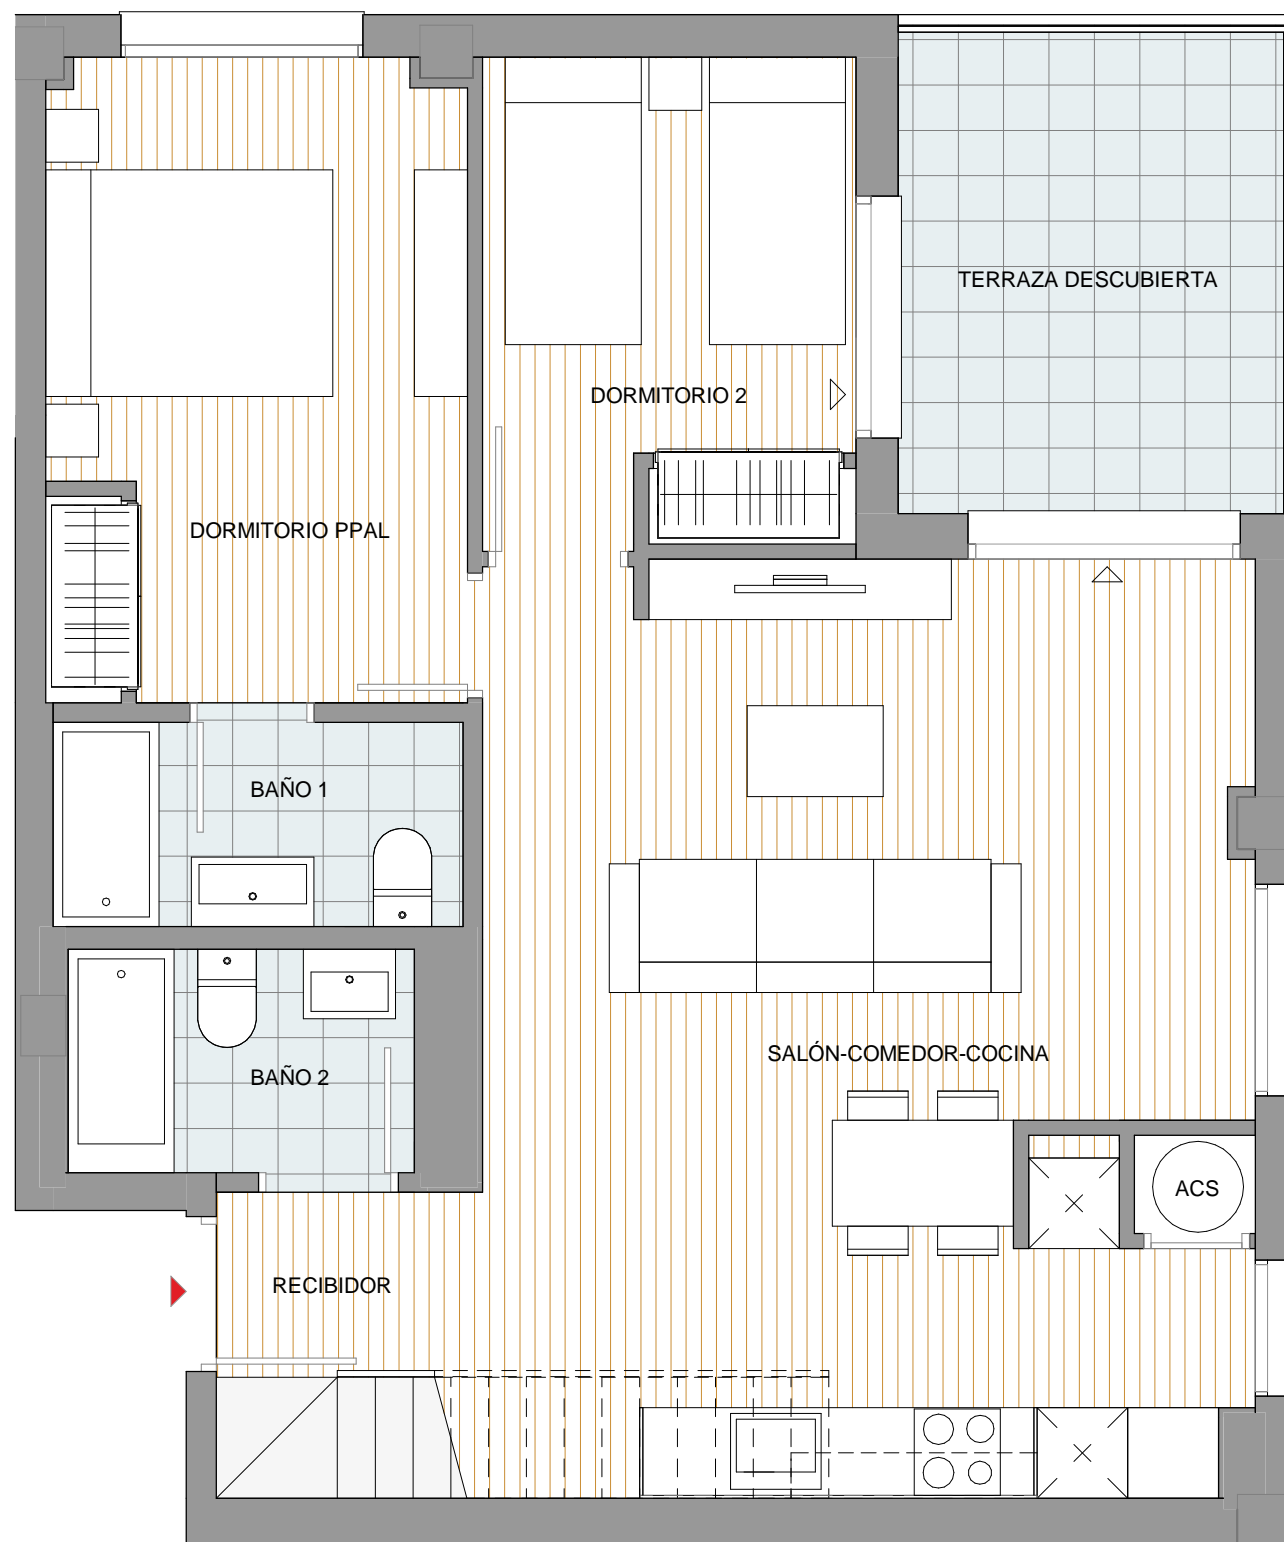 TERRAZA DESCUBIERTA
DORMITORIO 2
DORMITORIO PPAL
BAÑO 1
SALÓN-COMEDOR-COCINA
BAÑO 2
ACS
RECIBIDOR